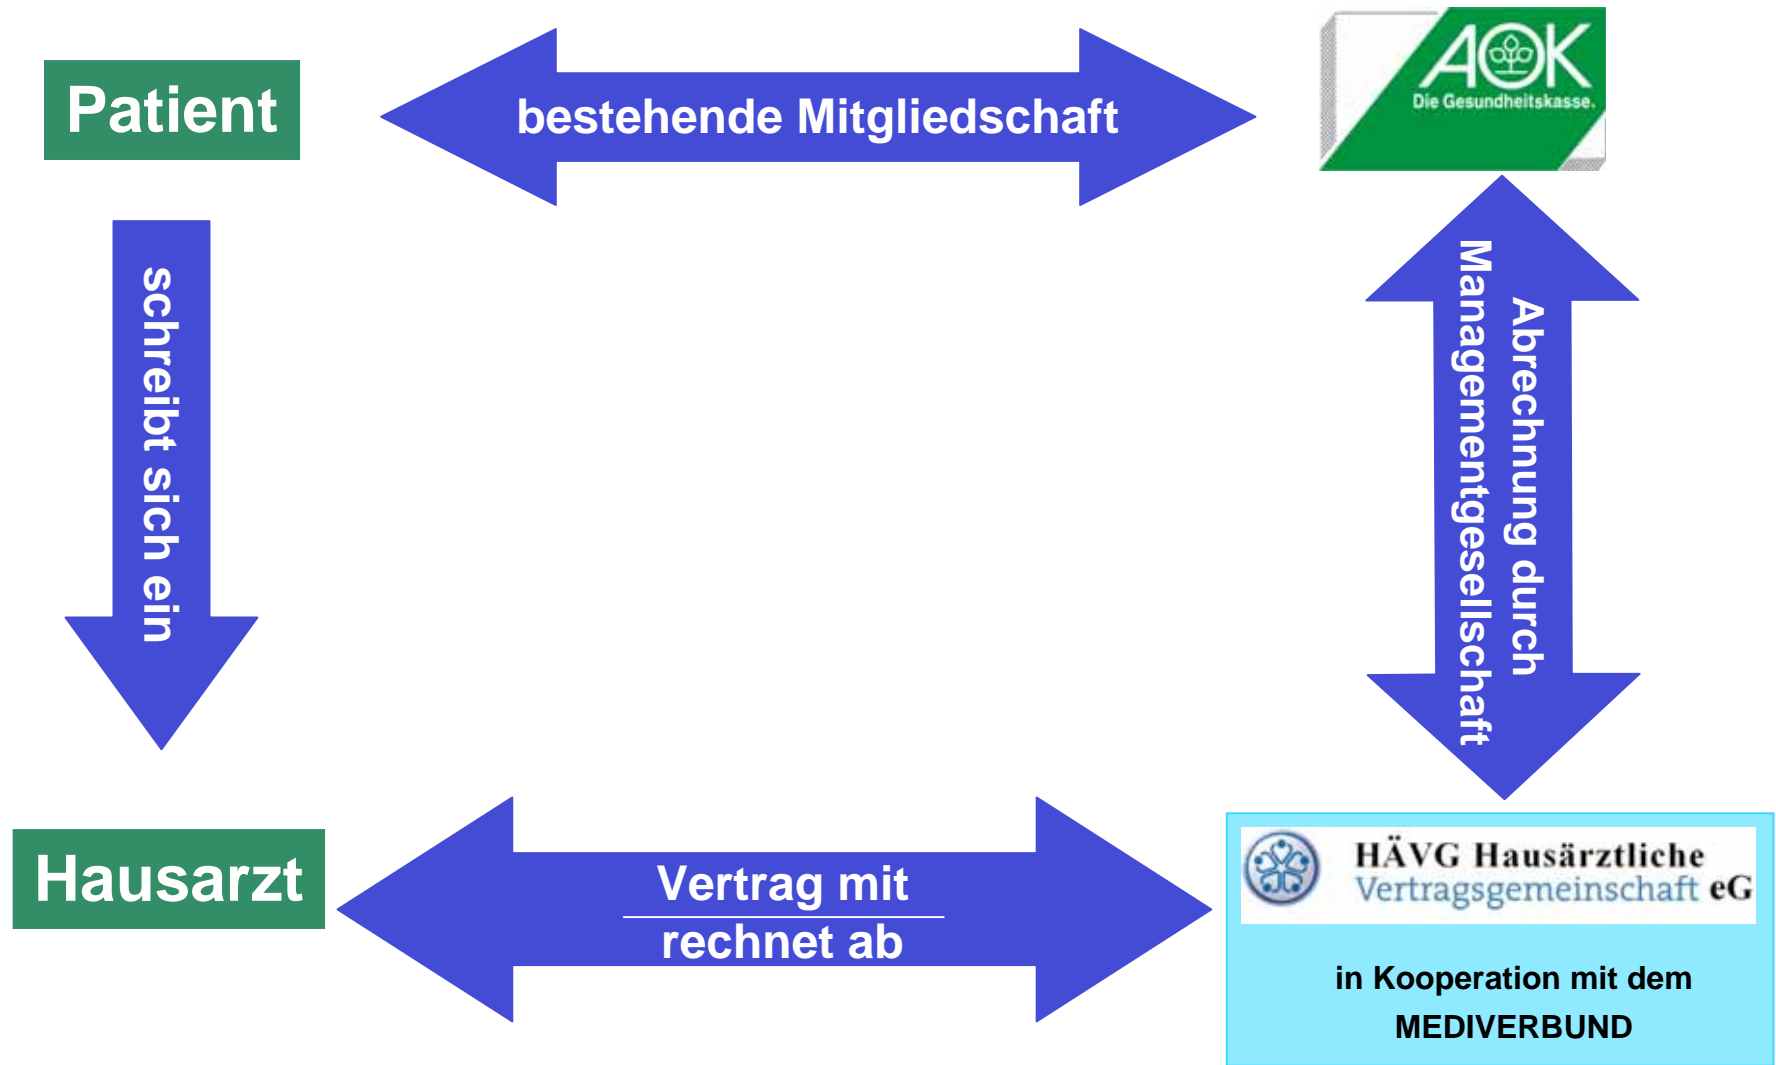 Patient
bestehende Mitgliedschaft
AOK
Die Gesundheitskasse.
schreibt sich ein
Abrechnung durch
Managementgesellschaft
Hausarzt
Vertrag mit
rechnet ab
HÄVG Hausärztliche
Vertragsgemeinschaft eG
in Kooperation mit dem
MEDIVERBUND